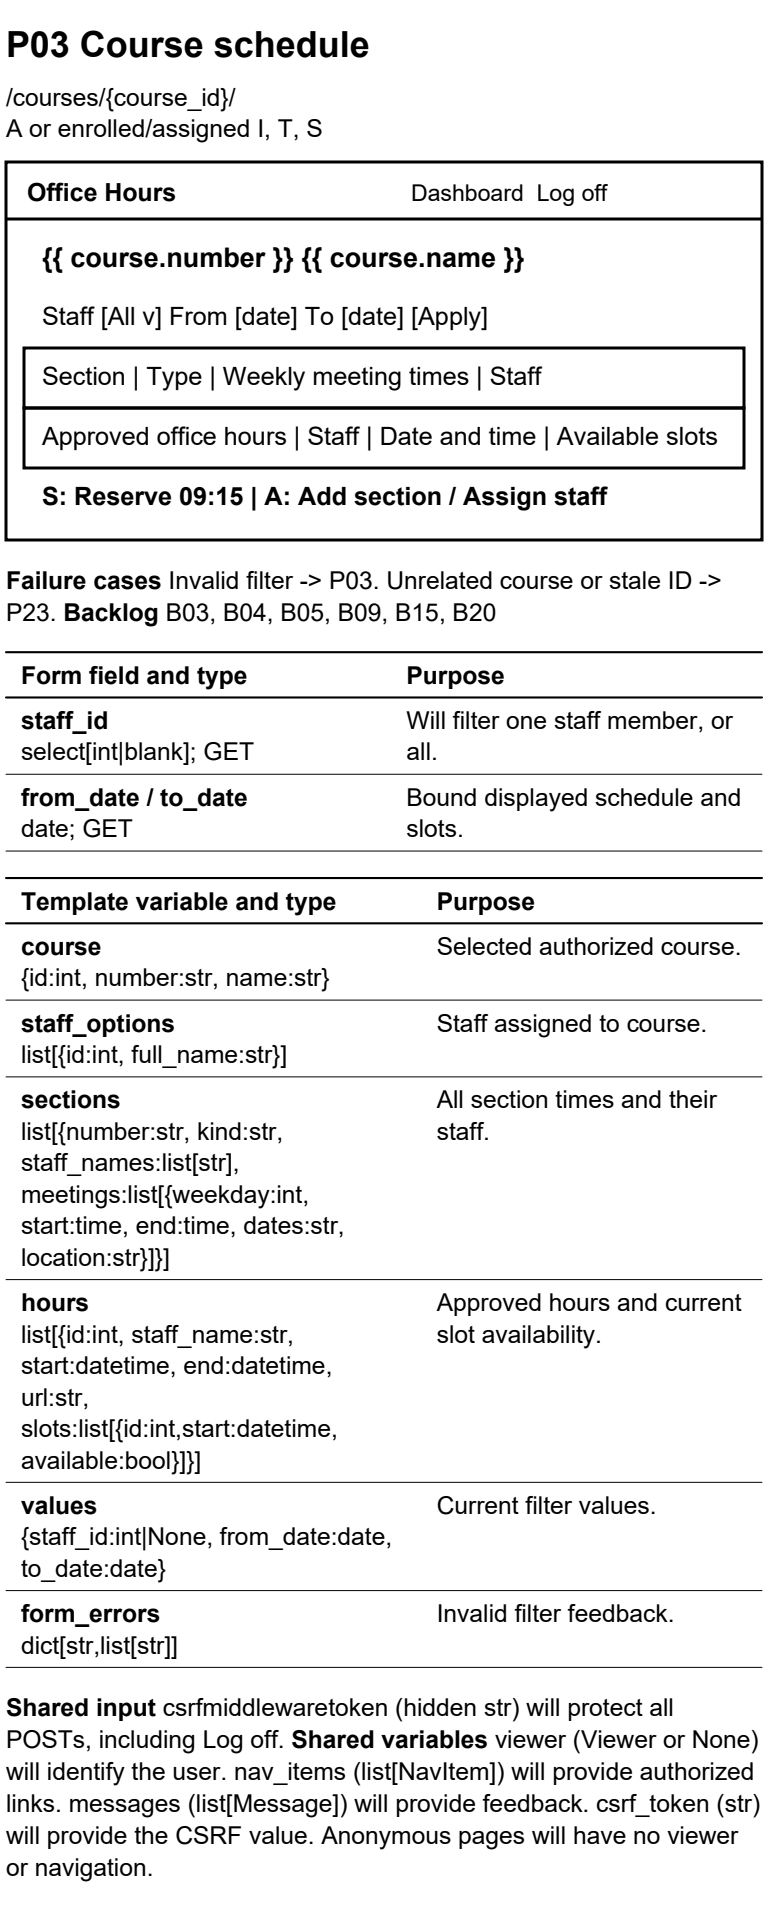 P03 Course schedule
/courses/{course_id}/
A or enrolled/assigned I, T, S
Office Hours Dashboard Log off
{{ course.number }} {{ course.name }}
Staff [All v] From [date] To [date] [Apply]
Section | Type | Weekly meeting times | Staff
Approved office hours | Staff | Date and time | Available slots
S: Reserve 09:15 | A: Add section / Assign staff
Failure cases Invalid filter -> P03. Unrelated course or stale ID ->
P23. Backlog B03, B04, B05, B09, B15, B20
Form field and type Purpose
staff_id Will filter one staff member, or
select[int|blank]; GET all.
from_date / to_date Bound displayed schedule and
date; GET slots.
Template variable and type Purpose
course Selected authorized course.
{id:int, number:str, name:str}
staff_options Staff assigned to course.
list[{id:int, full_name:str}]
sections All section times and their
list[{number:str, kind:str, staff.
staff_names:list[str],
meetings:list[{weekday:int,
start:time, end:time, dates:str,
location:str}]}]
hours Approved hours and current
list[{id:int, staff_name:str, slot availability.
start:datetime, end:datetime,
url:str,
slots:list[{id:int,start:datetime,
available:bool}]}]
values Current filter values.
{staff_id:int|None, from_date:date,
to_date:date}
form_errors Invalid filter feedback.
dict[str,list[str]]
Shared input csrfmiddlewaretoken (hidden str) will protect all
POSTs, including Log off. Shared variables viewer (Viewer or None)
will identify the user. nav_items (list[NavItem]) will provide authorized
links. messages (list[Message]) will provide feedback. csrf_token (str)
will provide the CSRF value. Anonymous pages will have no viewer
or navigation.